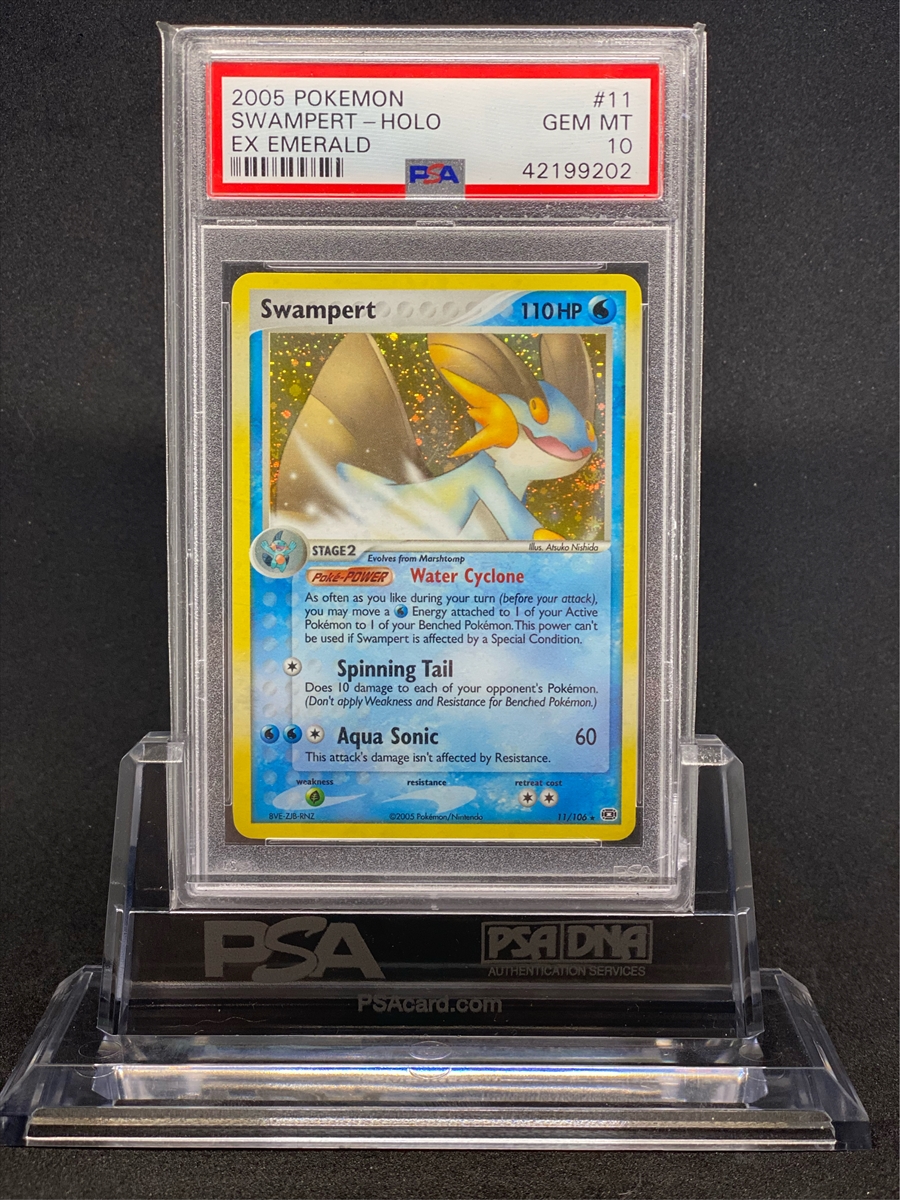 2005 POKEMON #11
SWAMPERT - HOLO GEM MT
EX EMERALD 10
PSA 42199202
Swampert 110 HP
Illus. Atsuko Nishida
STAGE 2 Evolves from Marshtomp
Poké-POWER Water Cyclone
As often as you like during your turn (before your attack),
you may move a Energy attached to 1 of your Active
Pokémon to 1 of your Benched Pokémon. This power can't
be used if Swampert is affected by a Special Condition.
Spinning Tail
Does 10 damage to each of your opponent's Pokémon.
(Don't apply Weakness and Resistance for Benched Pokémon.)
Aqua Sonic 60
This attack's damage isn't affected by Resistance.
weakness resistance retreat cost
BVE-ZJB-RNZ ©2005 Pokémon/Nintendo 11/106 ★
PSA
PSA PSA/DNA
AUTHENTICATION SERVICES
PSAcard.com